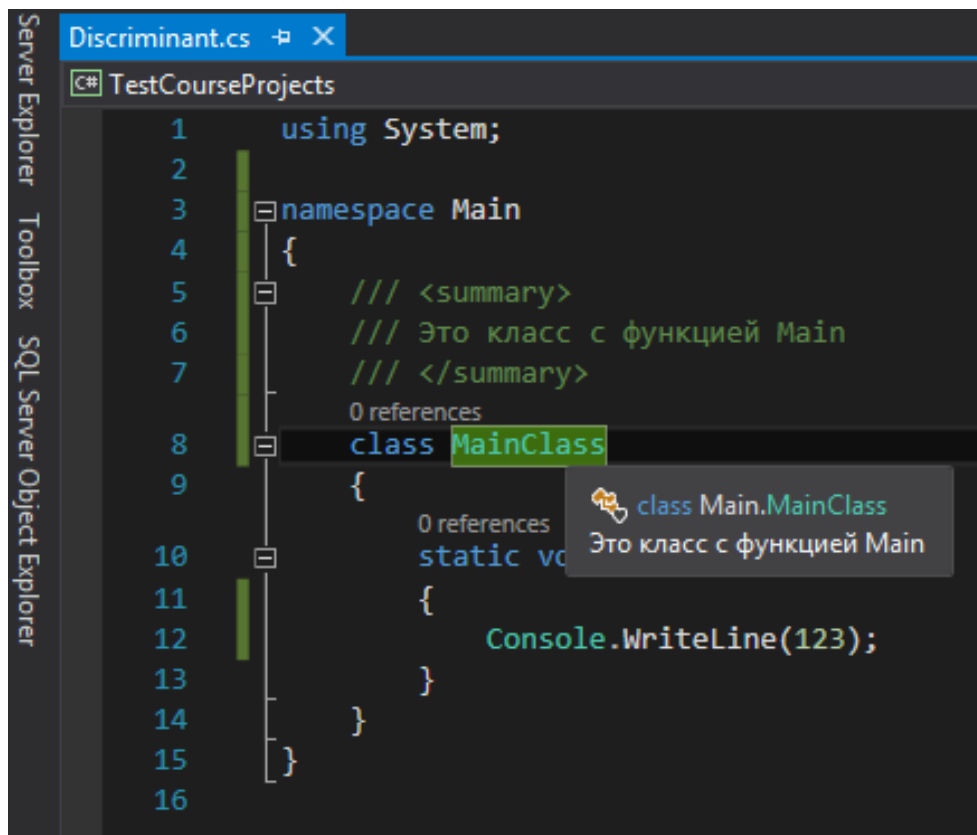 Server Explorer
Toolbox
SQL Server Object Explorer
Discriminant.cs
C# TestCourseProjects
1 using System;
2
3 namespace Main
4 {
5 /// <summary>
6 /// Это класс с функцией Main
7 /// </summary>
0 references
8 class MainClass
9 {
class Main.MainClass
Это класс с функцией Main
0 references
10 static
11 {
12 Console.WriteLine(123);
13 }
14 }
15 }
16